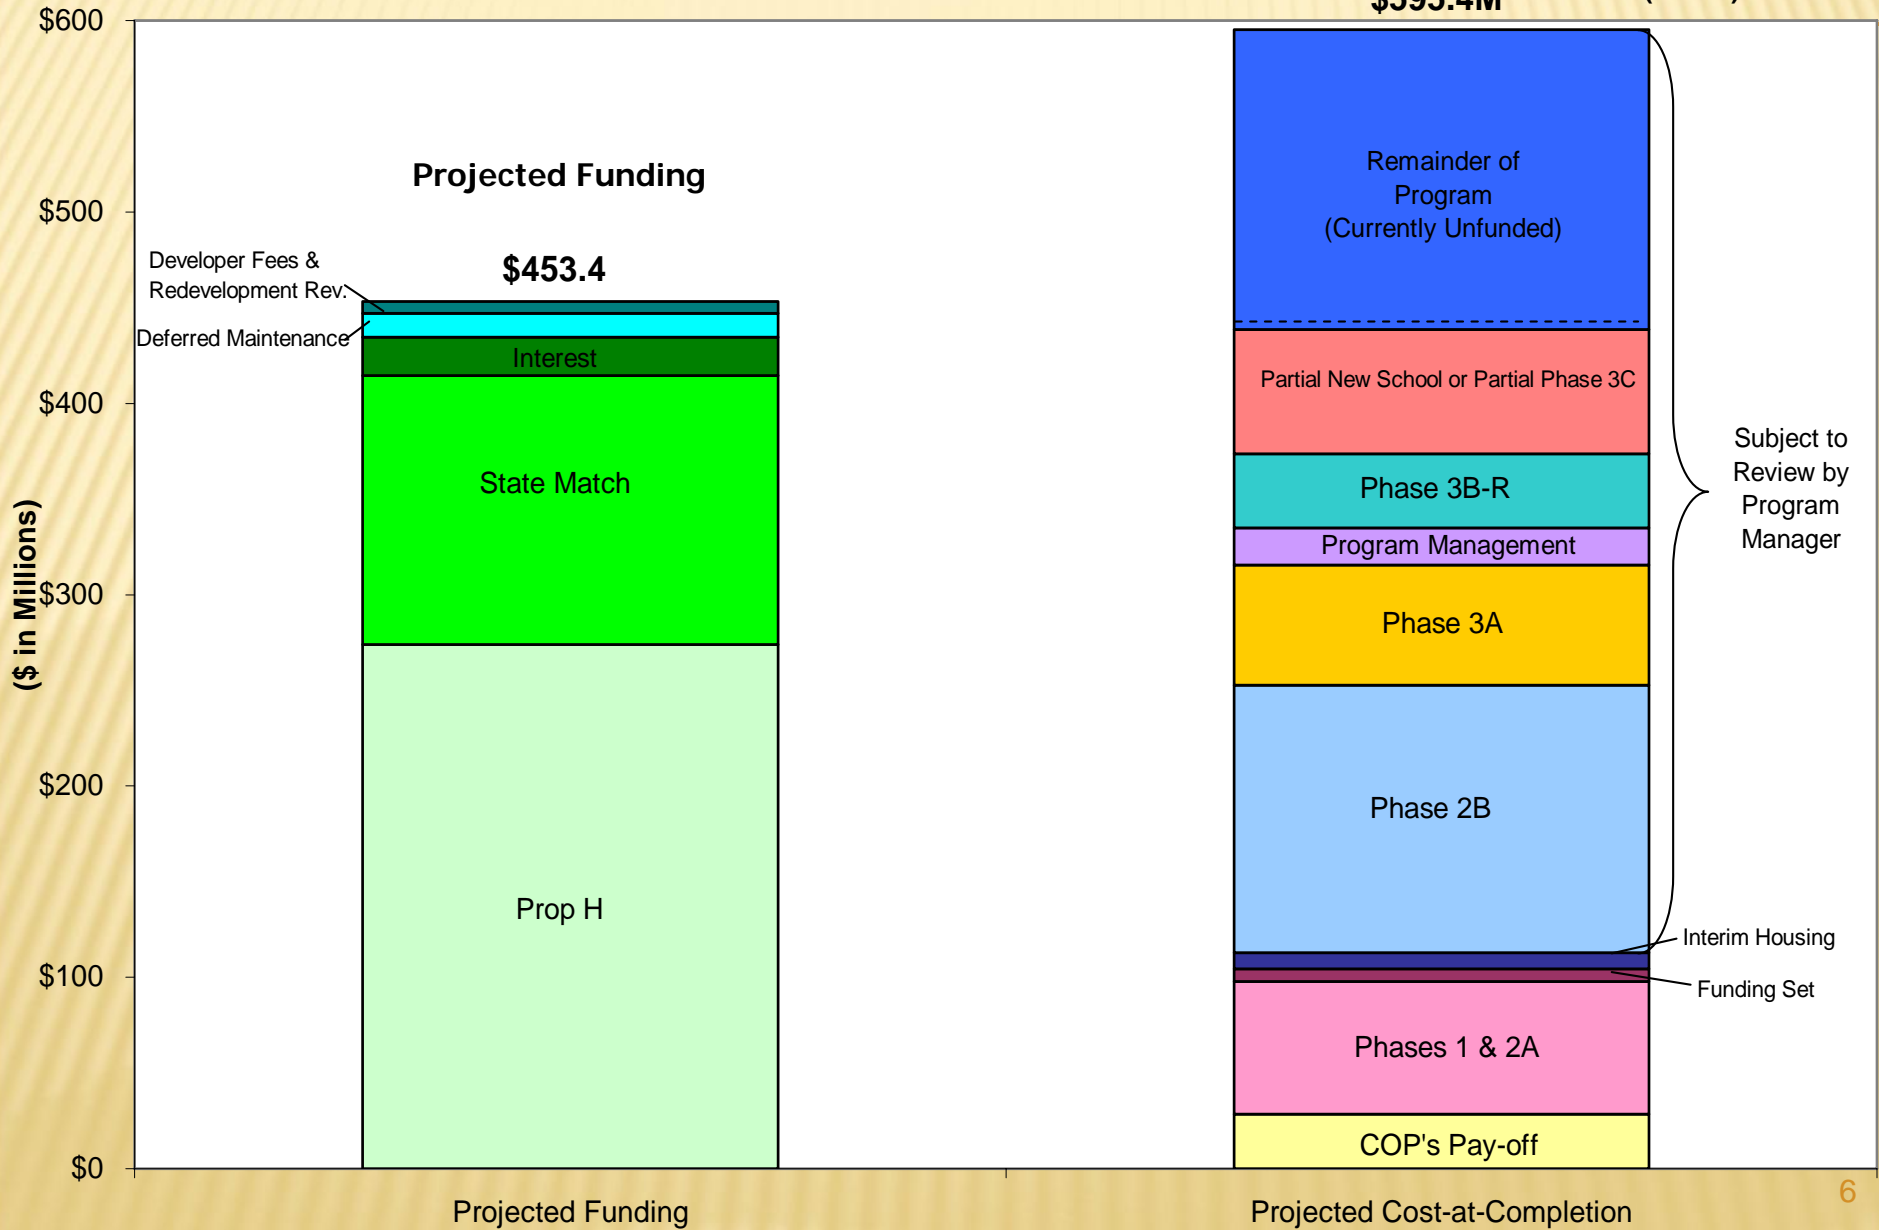 $595.4M
$600
$500
$400
$300
$200
$100
$0
($ in Millions)
Projected Funding
$453.4
Developer Fees &
Redevelopment Rev.
Deferred Maintenance
Interest
State Match
Prop H
Remainder of
Program
(Currently Unfunded)
Partial New School or Partial Phase 3C
Phase 3B-R
Program Management
Phase 3A
Phase 2B
Phases 1 & 2A
COP's Pay-off
Subject to
Review by
Program
Manager
Interim Housing
Funding Set
Projected Funding
Projected Cost-at-Completion
6